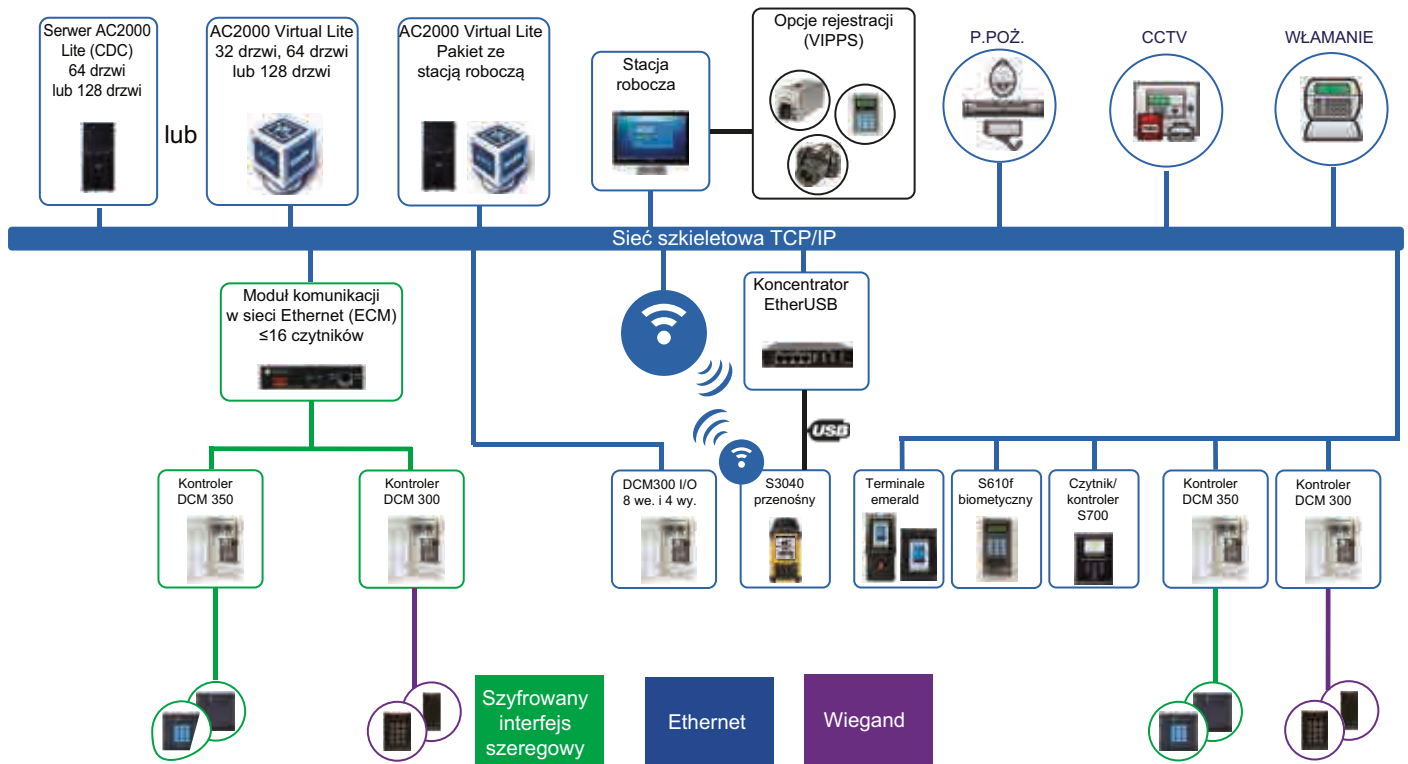 Serwer AC2000
Lite (CDC)
64 drzwi
lub 128 drzwi
lub
AC2000 Virtual Lite
32 drzwi, 64 drzwi
lub 128 drzwi
AC2000 Virtual Lite
Pakiet ze
stacją roboczą
Stacja
robocza
Opcje rejestracji
(VIPPS)
P.POŻ.
CCTV
WŁAMANIE
Sieć szkieletowa TCP/IP
Moduł komunikacji
w sieci Ethernet (ECM)
≤16 czytników
Koncentrator
EtherUSB
USB
Kontroler
DCM 350
Kontroler
DCM 300
DCM300 I/O
8 we. i 4 wy.
S3040
przenośny
Terminale
emerald
S610f
biometyczny
Czytnik/
kontroler
S700
Kontroler
DCM 350
Kontroler
DCM 300
Szyfrowany
interfejs
szeregowy
Ethernet
Wiegand